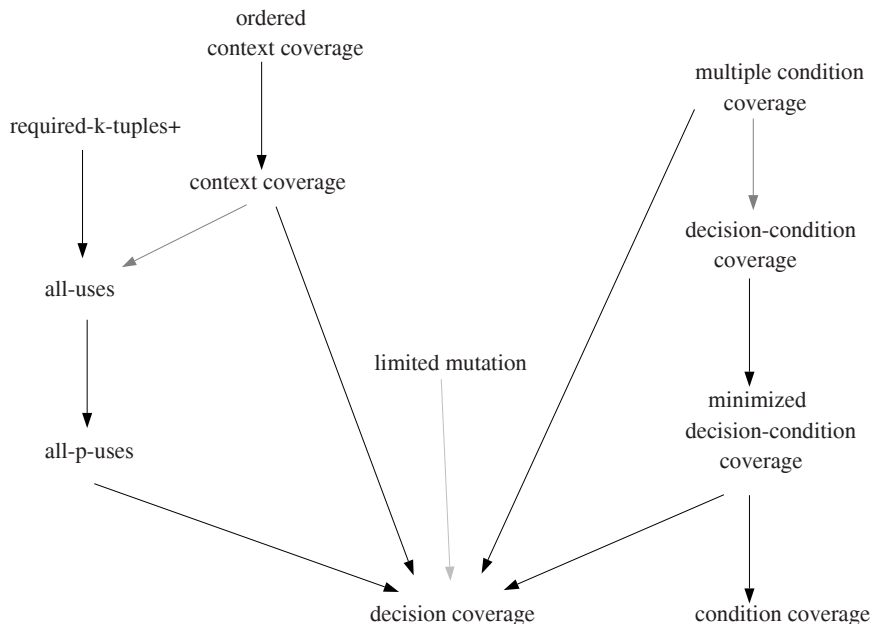 ordered
context coverage
multiple condition
coverage
required-k-tuples+
context coverage
decision-condition
coverage
all-uses
limited mutation
minimized
decision-condition
coverage
all-p-uses
decision coverage
condition coverage